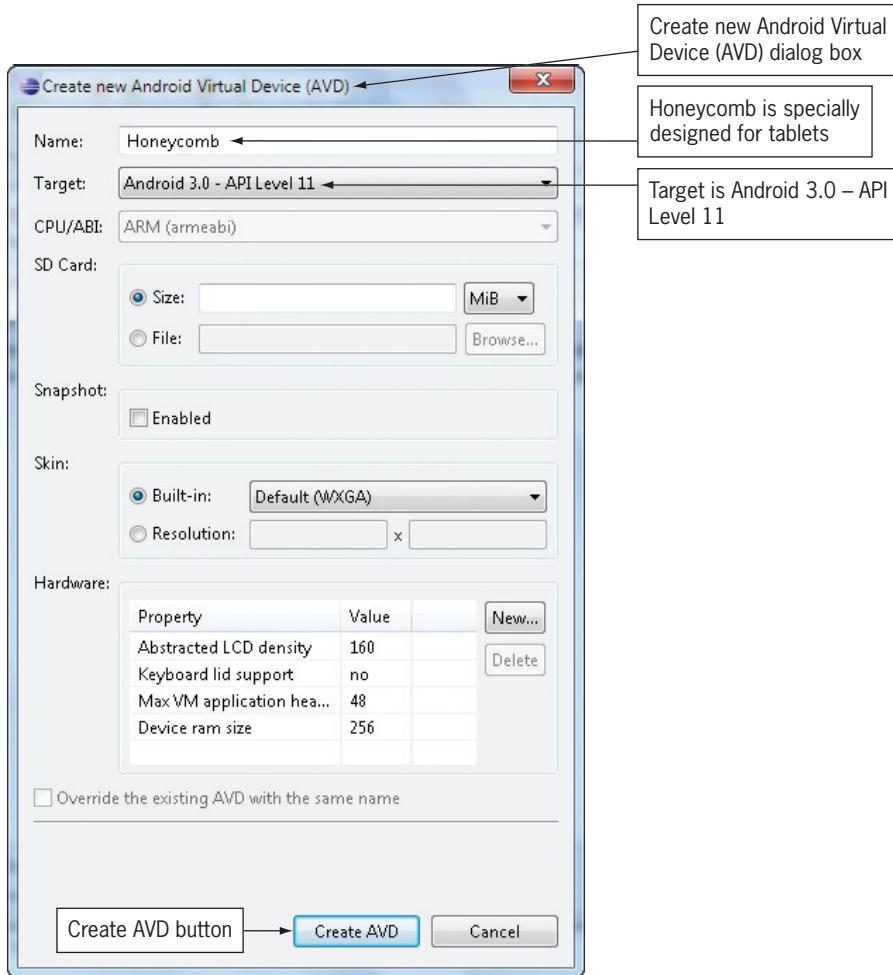 Create new Android Virtual
Device (AVD) dialog box
Create new Android Virtual Device (AVD)
Honeycomb is specially
designed for tablets
Name: Honeycomb
Target: Android 3.0 - API Level 11
Target is Android 3.0 – API
Level 11
CPU/ABI: ARM (armeabi)
SD Card:
Size: MiB
File: Browse...
Snapshot:
Enabled
Skin:
Built-in: Default (WXGA)
Resolution: x
Hardware:
Property Value New...
Abstracted LCD density 160
Delete
Keyboard lid support no
Max VM application hea... 48
Device ram size 256
Override the existing AVD with the same name
Create AVD button
Create AVD Cancel